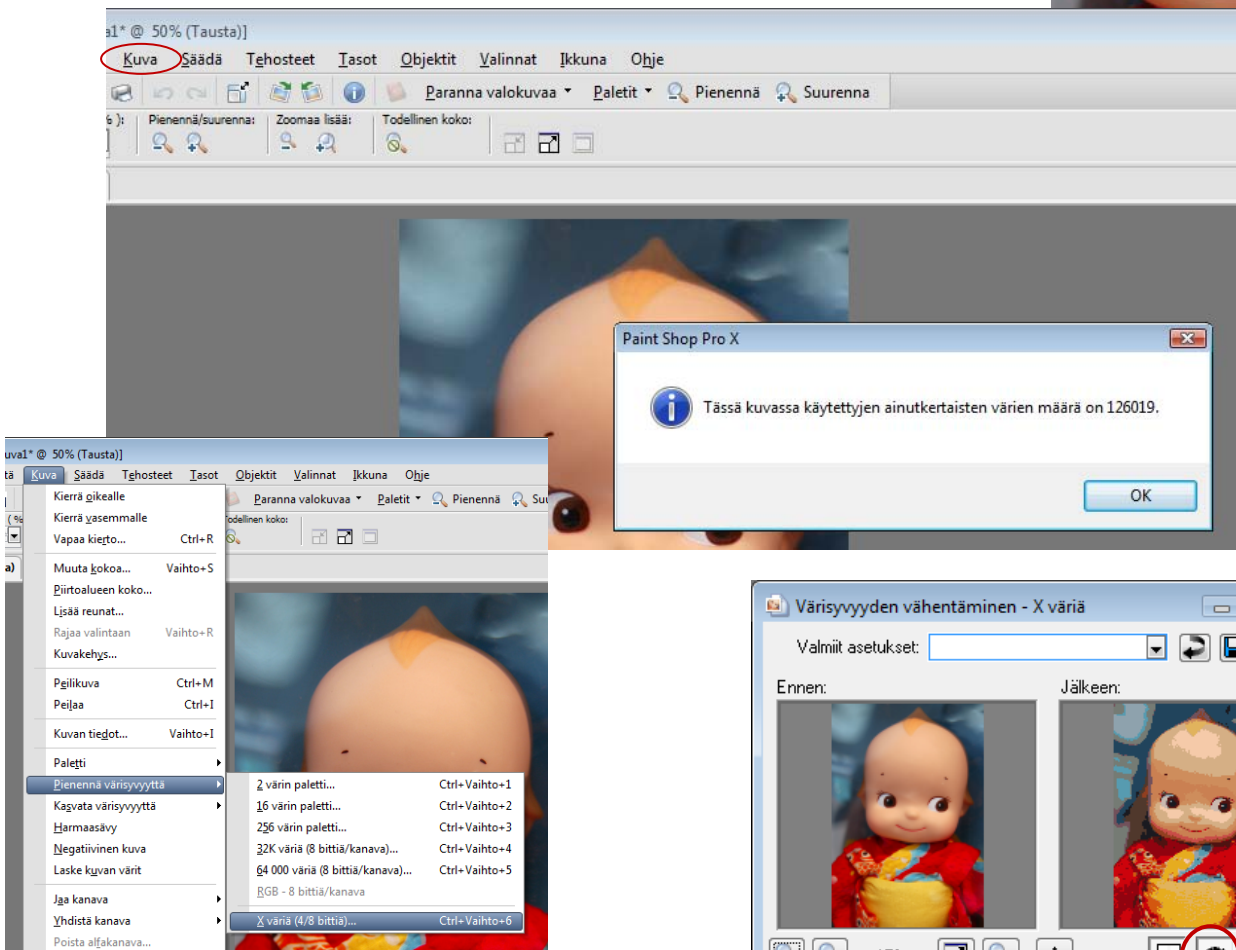 a1* @ 50% (Tausta)]
Kuva Säädä Tehosteet Tasot Objektit Valinnat Ikkuna Ohje
Paranna valokuvaa Paletit Pienennä Suurenna
% ): Pienennä/suurenna: Zoomaa lisää: Todellinen koko:
Paint Shop Pro X
Tässä kuvassa käytettyjen ainutkertaisten värien määrä on 126019.
OK
uva1* @ 50% (Tausta)]
tä Kuva Säädä Tehosteet Tasot Objektit Valinnat Ikkuna Ohje
Paranna valokuvaa Paletit Pienennä Suu
(% Todellinen koko:
a)
Kierrä oikealle
Kierrä vasemmalle
Vapaa kierto... Ctrl+R
Muuta kokoa... Vaihto+S
Piirtoalueen koko...
Lisää reunat...
Rajaa valintaan Vaihto+R
Kuvakehys...
Peilikuva Ctrl+M
Peilaa Ctrl+I
Kuvan tiedot... Vaihto+I
Paletti
Pienennä värisyvyyttä
Kasvata värisyvyyttä
Harmaasävy
Negatiivinen kuva
Laske kuvan värit
Jaa kanava
Yhdistä kanava
Poista alfakanava...
2 värin paletti... Ctrl+Vaihto+1
16 värin paletti... Ctrl+Vaihto+2
256 värin paletti... Ctrl+Vaihto+3
32K väriä (8 bittiä/kanava)... Ctrl+Vaihto+4
64 000 väriä (8 bittiä/kanava)... Ctrl+Vaihto+5
RGB - 8 bittiä/kanava
X väriä (4/8 bittiä)... Ctrl+Vaihto+6
Värisyvyyden vähentäminen - X väriä
Valmiit asetukset:
Ennen: Jälkeen: